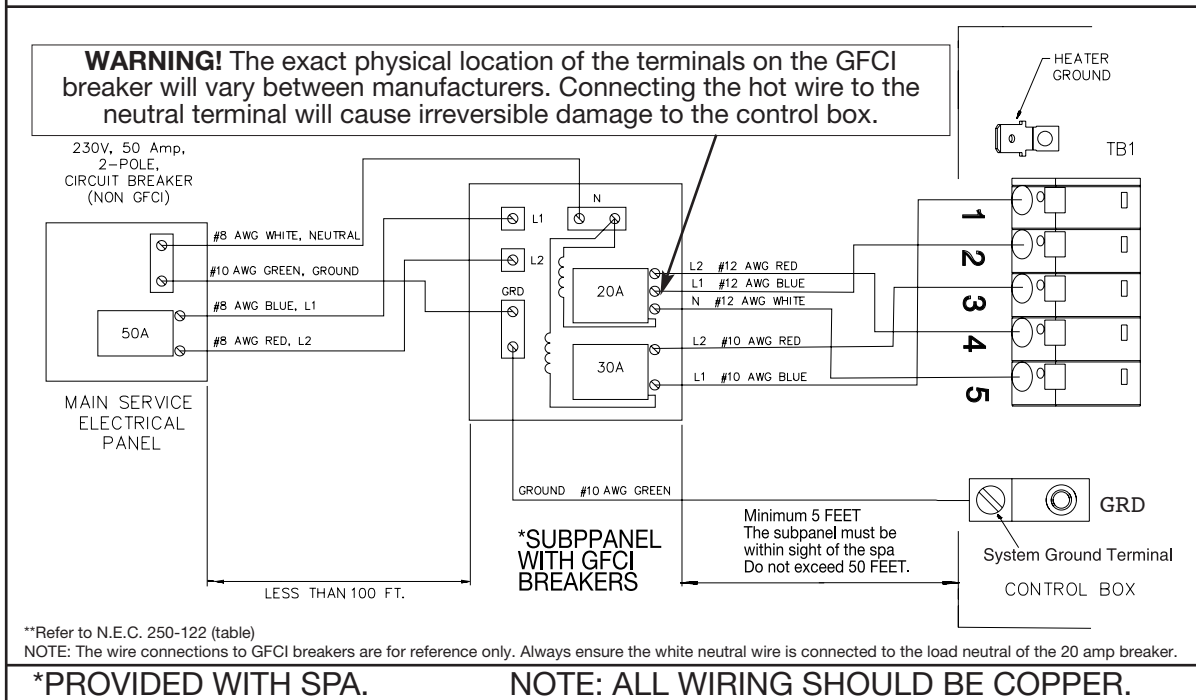 WARNING! The exact physical location of the terminals on the GFCI
breaker will vary between manufacturers. Connecting the hot wire to the
neutral terminal will cause irreversible damage to the control box.
HEATER
GROUND
TB1
230V, 50 Amp,
2-POLE,
CIRCUIT BREAKER
(NON GFCI)
#8 AWG WHITE, NEUTRAL
#10 AWG GREEN, GROUND
#8 AWG BLUE, L1
#8 AWG RED, L2
50A
MAIN SERVICE
ELECTRICAL
PANEL
L1
N
L2
GRD
20A
30A
L2 #12 AWG RED
L1 #12 AWG BLUE
N #12 AWG WHITE
L2 #10 AWG RED
L1 #10 AWG BLUE
1
2
3
4
5
GROUND #10 AWG GREEN
GRD
System Ground Terminal
CONTROL BOX
*SUBPPANEL
WITH GFCI
BREAKERS
Minimum 5 FEET
The subpanel must be
within sight of the spa
Do not exceed 50 FEET.
LESS THAN 100 FT.
**Refer to N.E.C. 250-122 (table)
NOTE: The wire connections to GFCI breakers are for reference only. Always ensure the white neutral wire is connected to the load neutral of the 20 amp breaker.
*PROVIDED WITH SPA.
NOTE: ALL WIRING SHOULD BE COPPER.